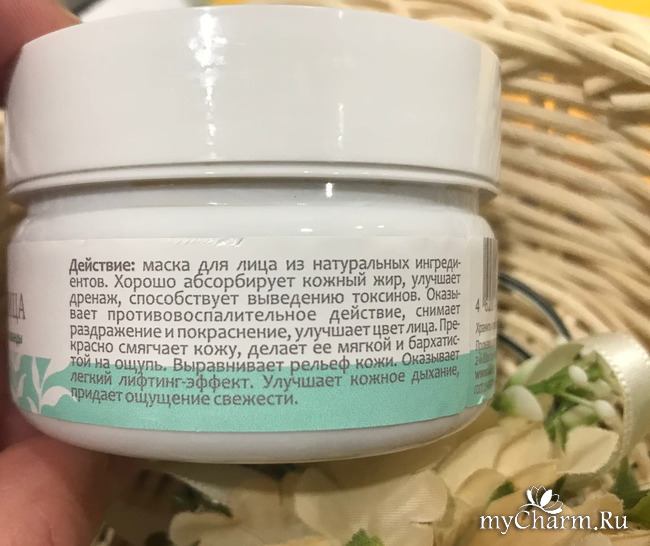 Действие: маска для лица из натуральных ингреди-
ентов. Хорошо абсорбирует кожный жир, улучшает
дренаж, способствует выведению токсинов. Оказы-
вает противовоспалительное действие, снимает
раздражение и покраснение, улучшает цвет лица. Пре-
красно смягчает кожу, делает ее мягкой и бархатис-
той на ощупь. Выравнивает рельеф кожи. Оказывает
легкий лифтинг-эффект. Улучшает кожное дыхание,
придает ощущение свежести.
myCharm.Ru